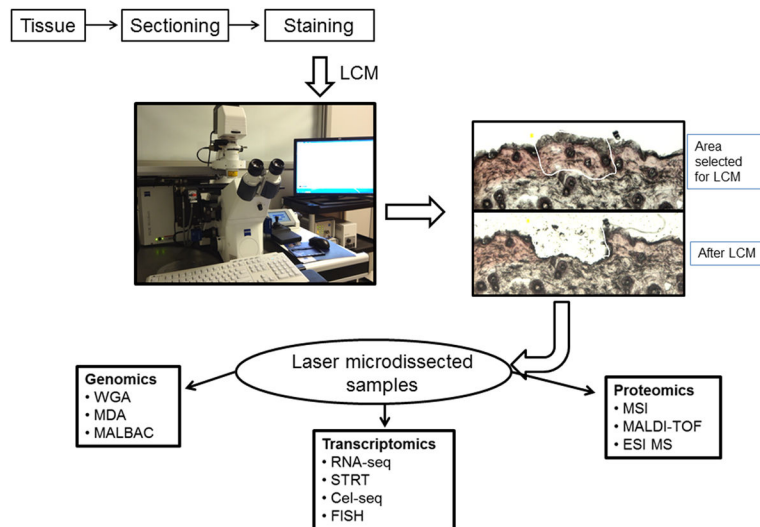 Tissue
Sectioning
Staining
LCM
Area
selected
for LCM
After LCM
Laser microdissected
samples
Genomics
• WGA
• MDA
• MALBAC
Transcriptomics
• RNA-seq
• STRT
• Cel-seq
• FISH
Proteomics
• MSI
• MALDI-TOF
• ESI MS